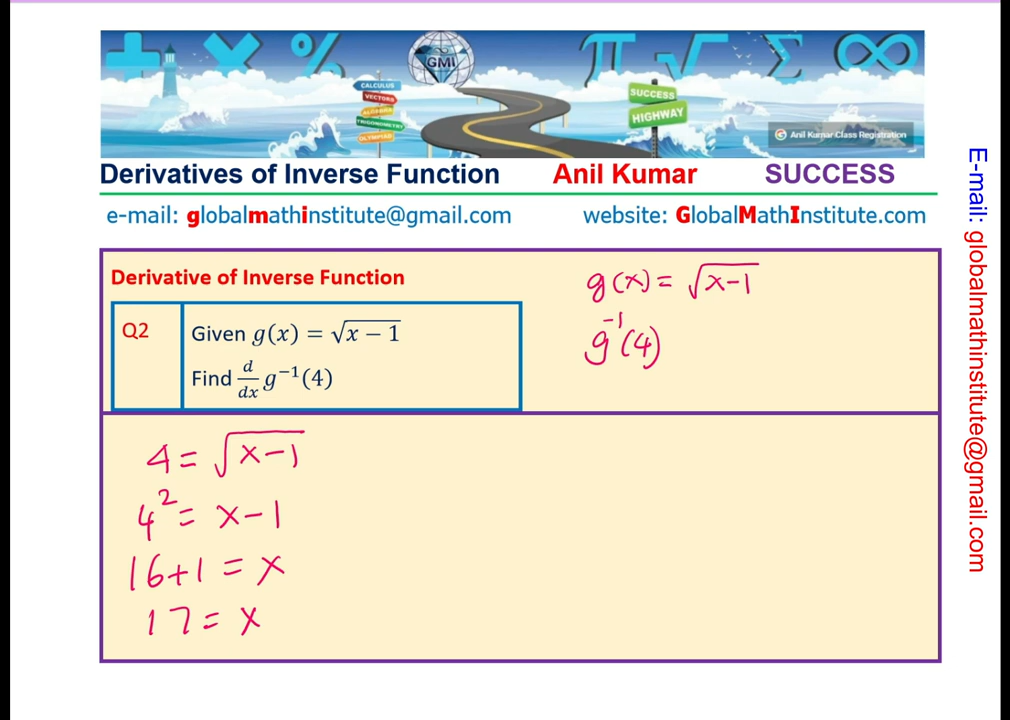 GMI
CALCULUS
VECTORS
ALGEBRA
TRIGONOMETRY
OLYMPIAD
+ × % π √ Σ ∞
SUCCESS
HIGHWAY
Anil Kumar Class Registration
Derivatives of Inverse Function Anil Kumar SUCCESS
e-mail: globalmathinstitute@gmail.com website: GlobalMathInstitute.com
E-mail: globalmathinstitute@gmail.com
Derivative of Inverse Function
Q2 Given g(x) = √(x − 1)
Find d/dx g⁻¹(4)
g(x) = √(x−1)
g⁻¹(4)
4 = √(x−1)
4² = x−1
16+1 = x
17 = x